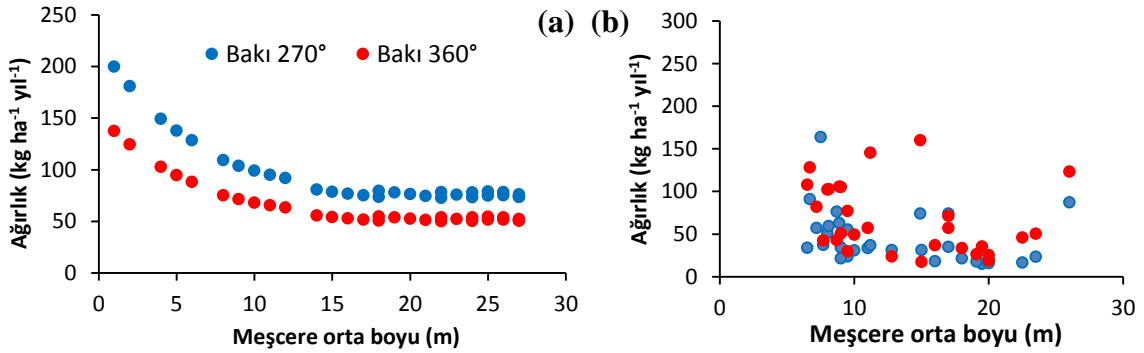 (a) (b)
Ağırlık (kg ha⁻¹ yıl⁻¹)
250
200
150
100
50
0
Bakı 270° Bakı 360°
0 5 10 15 20 25 30
Meşcere orta boyu (m)
Ağırlık (kg ha⁻¹ yıl⁻¹)
300
250
200
150
100
50
0
0 10 20 30
Meşcere orta boyu (m)